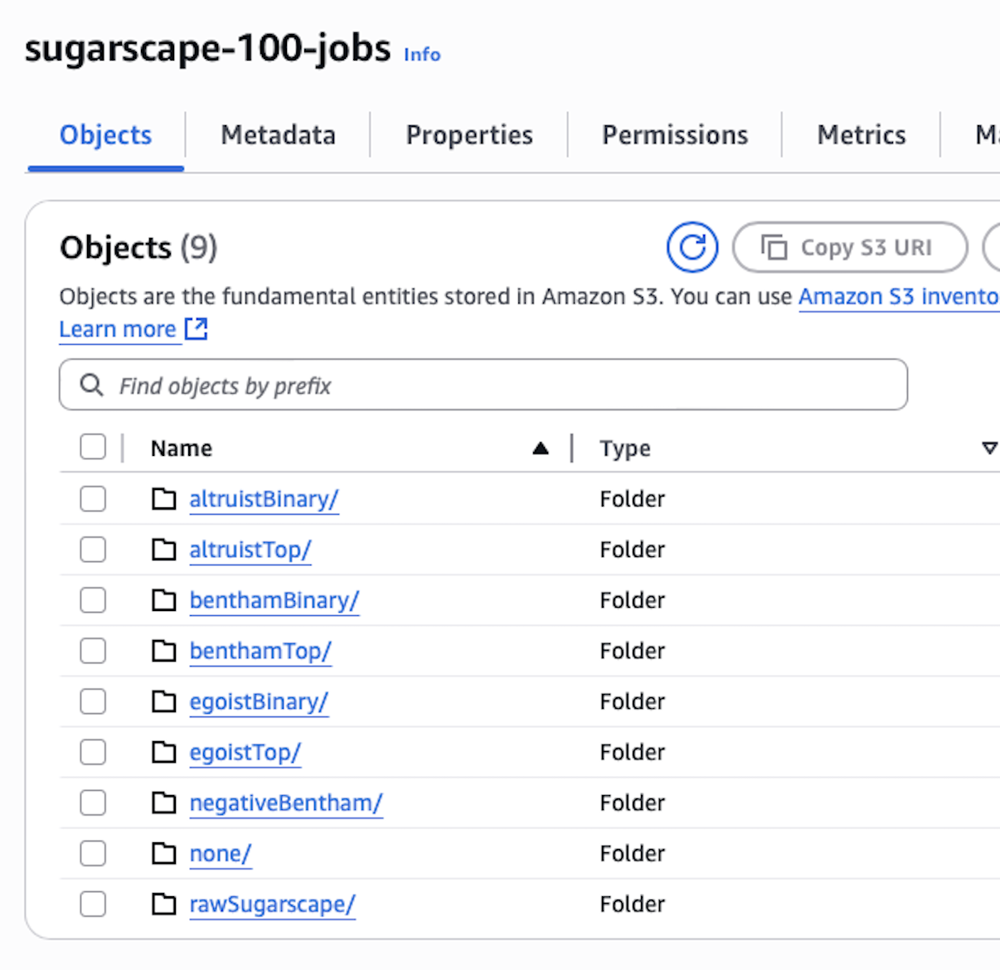 sugarscape-100-jobs Info
Objects Metadata Properties Permissions Metrics
Objects (9)
Copy S3 URI
Objects are the fundamental entities stored in Amazon S3. You can use Amazon S3 invento
Learn more
Find objects by prefix
Name Type
altruistBinary/ Folder
altruistTop/ Folder
benthamBinary/ Folder
benthamTop/ Folder
egoistBinary/ Folder
egoistTop/ Folder
negativeBentham/ Folder
none/ Folder
rawSugarscape/ Folder